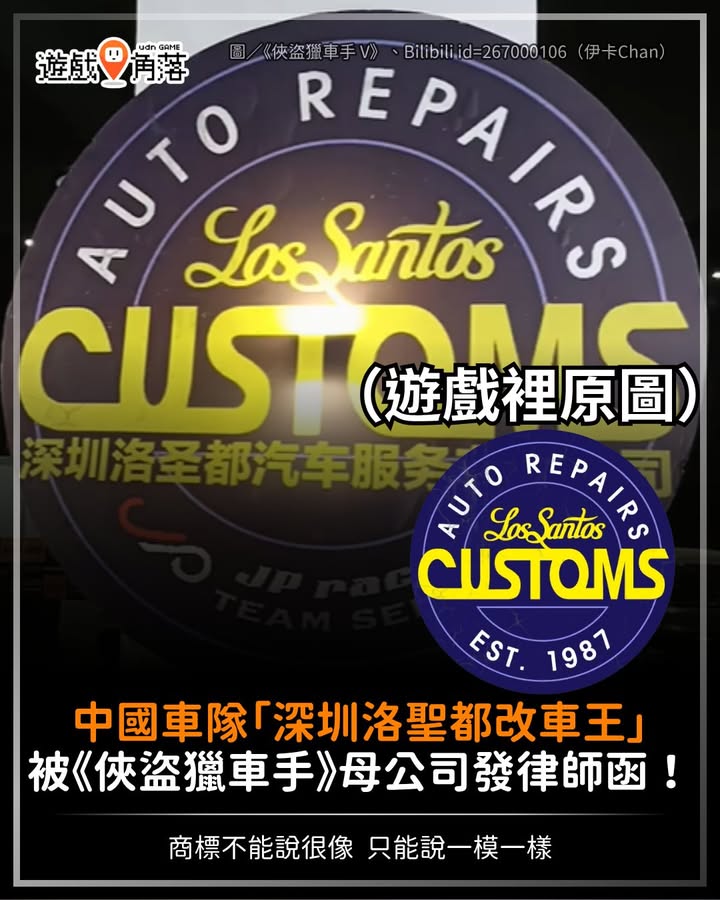 udn GAME
遊戲角落
圖／《俠盜獵車手 V》、Bilibili id=267000106（伊卡Chan）
AUTO REPAIRS
Los Santos
CUSTOMS
深圳洛圣都汽车服务
司
JP rac
TEAM SE
（遊戲裡原圖）
AUTO REPAIRS
Los Santos
CUSTOMS
EST. 1987
中國車隊「深圳洛聖都改車王」
被《俠盜獵車手》母公司發律師函！
商標不能說很像 只能說一模一樣